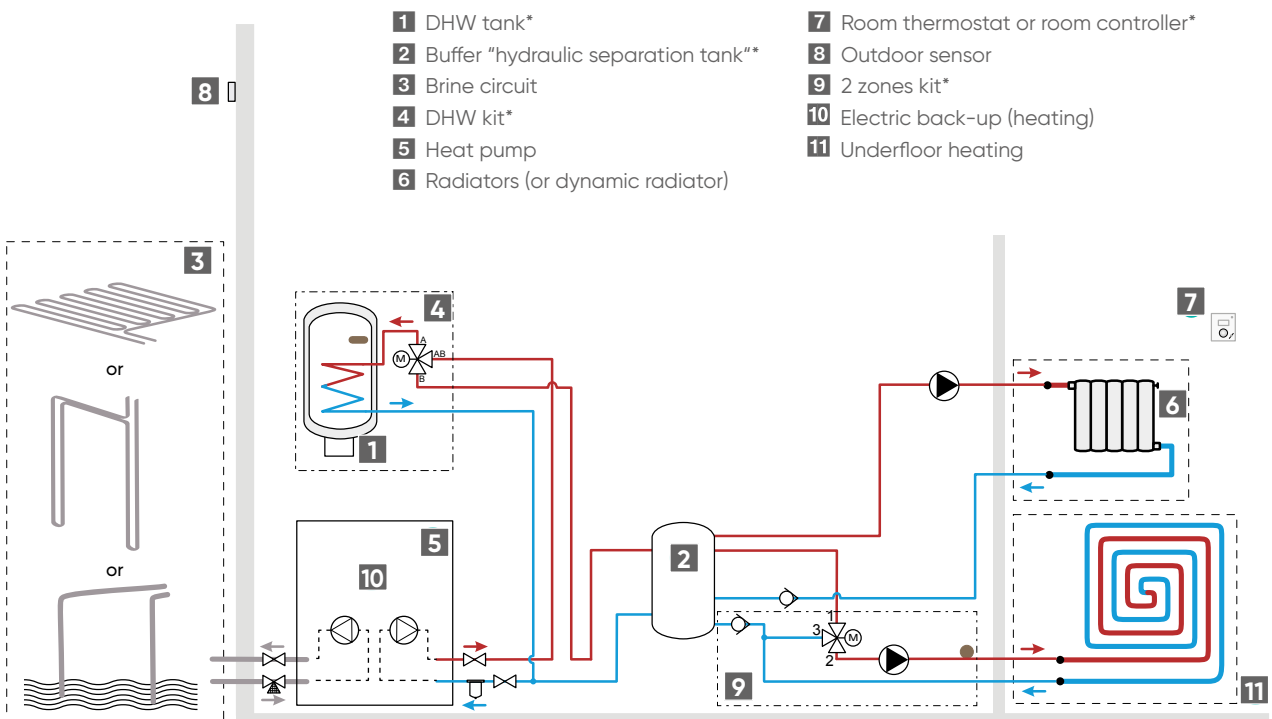 1 DHW tank*
2 Buffer “hydraulic separation tank“*
3 Brine circuit
4 DHW kit*
5 Heat pump
6 Radiators (or dynamic radiator)
7 Room thermostat or room controller*
8 Outdoor sensor
9 2 zones kit*
10 Electric back-up (heating)
11 Underfloor heating
8
3
or
or
4
A
AB
M
B
1
5
10
2
7
6
1
3
M
2
9
11